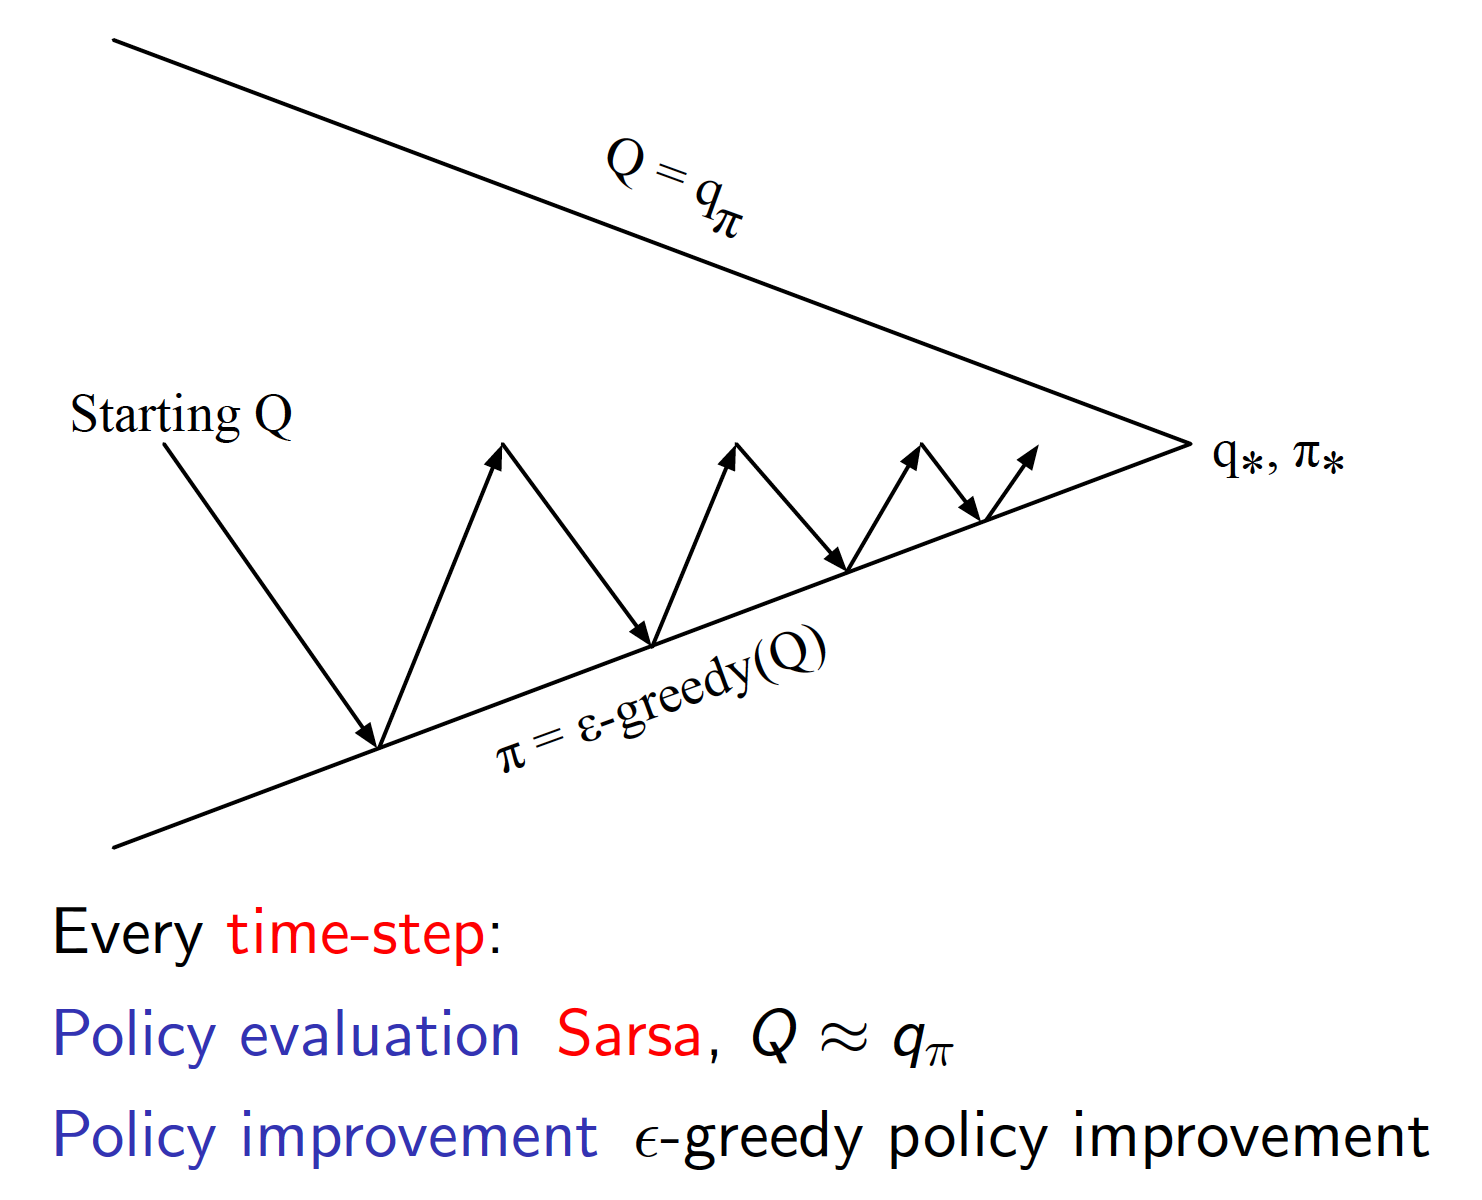 Q = qπ
Starting Q
q*, π*
π = ε-greedy(Q)
Every time-step:
Policy evaluation Sarsa, Q ≈ qπ
Policy improvement ϵ-greedy policy improvement